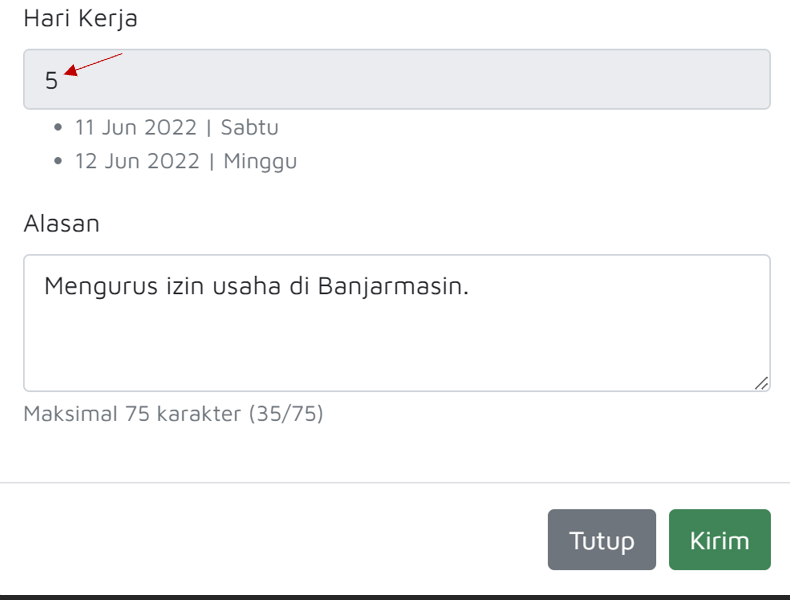 Hari Kerja
5
11 Jun 2022 | Sabtu
12 Jun 2022 | Minggu
Alasan
Mengurus izin usaha di Banjarmasin.
Maksimal 75 karakter (35/75)
Tutup
Kirim